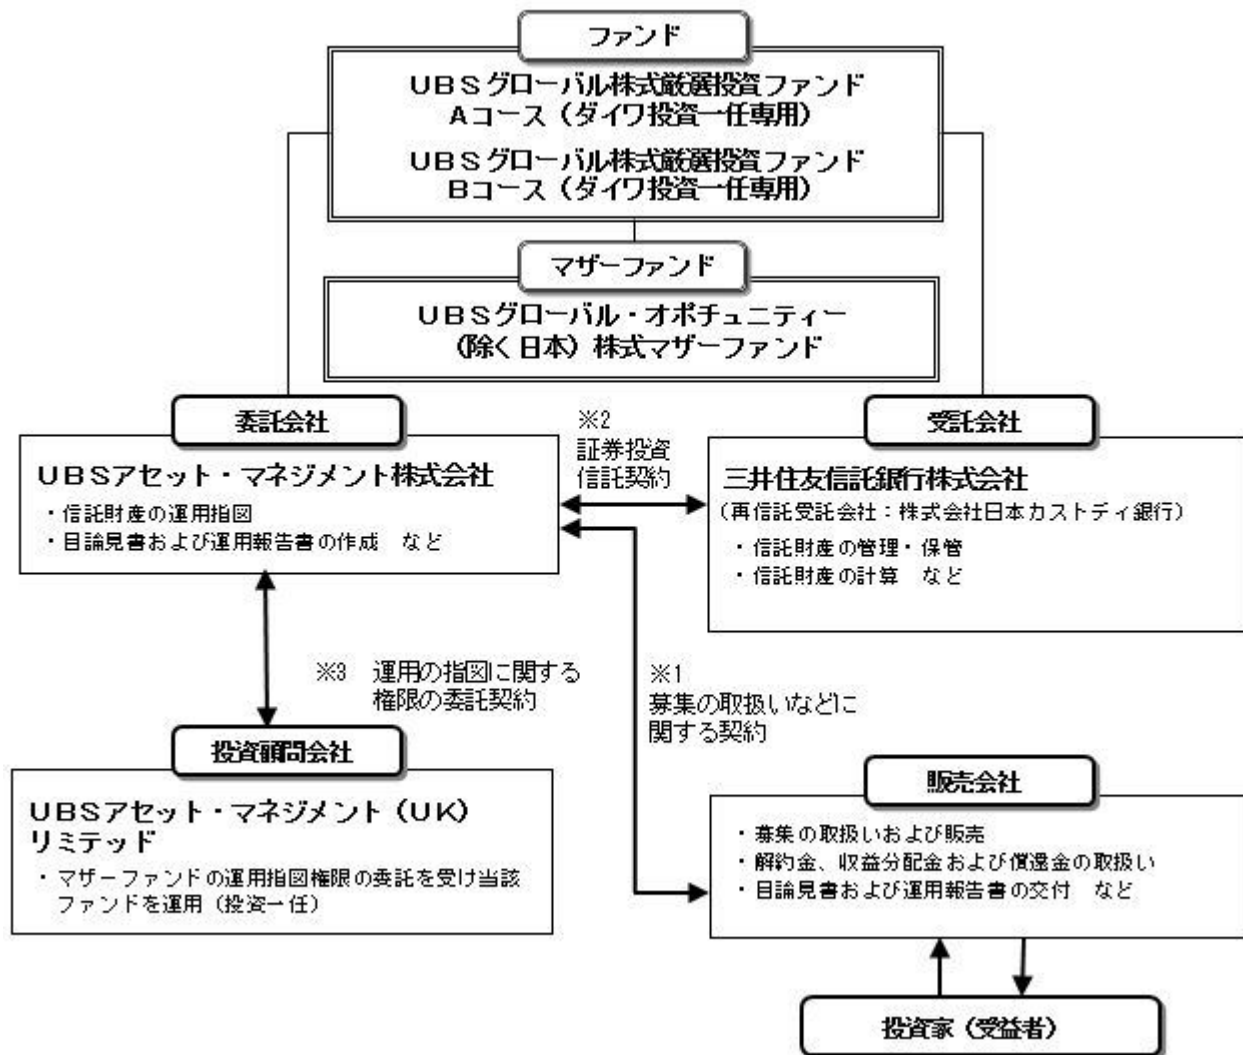 ファンド
UBSグローバル株式厳選投資ファンド
Aコース（ダイワ投資一任専用）
UBSグローバル株式厳選投資ファンド
Bコース（ダイワ投資一任専用）
マザーファンド
UBSグローバル・オポチュニティー
（除く日本）株式マザーファンド
委託会社
UBSアセット・マネジメント株式会社
・信託財産の運用指図
・目論見書および運用報告書の作成　など
※2
証券投資
信託契約
受託会社
三井住友信託銀行株式会社
（再信託受託会社：株式会社日本カストディ銀行）
・信託財産の管理・保管
・信託財産の計算　など
※3　運用の指図に関する
権限の委託契約
※1
募集の取扱いなどに
関する契約
投資顧問会社
UBSアセット・マネジメント（UK）
リミテッド
・マザーファンドの運用指図権限の委託を受け当該
ファンドを運用（投資一任）
販売会社
・募集の取扱いおよび販売
・解約金、収益分配金および償還金の取扱い
・目論見書および運用報告書の交付　など
投資家（受益者）